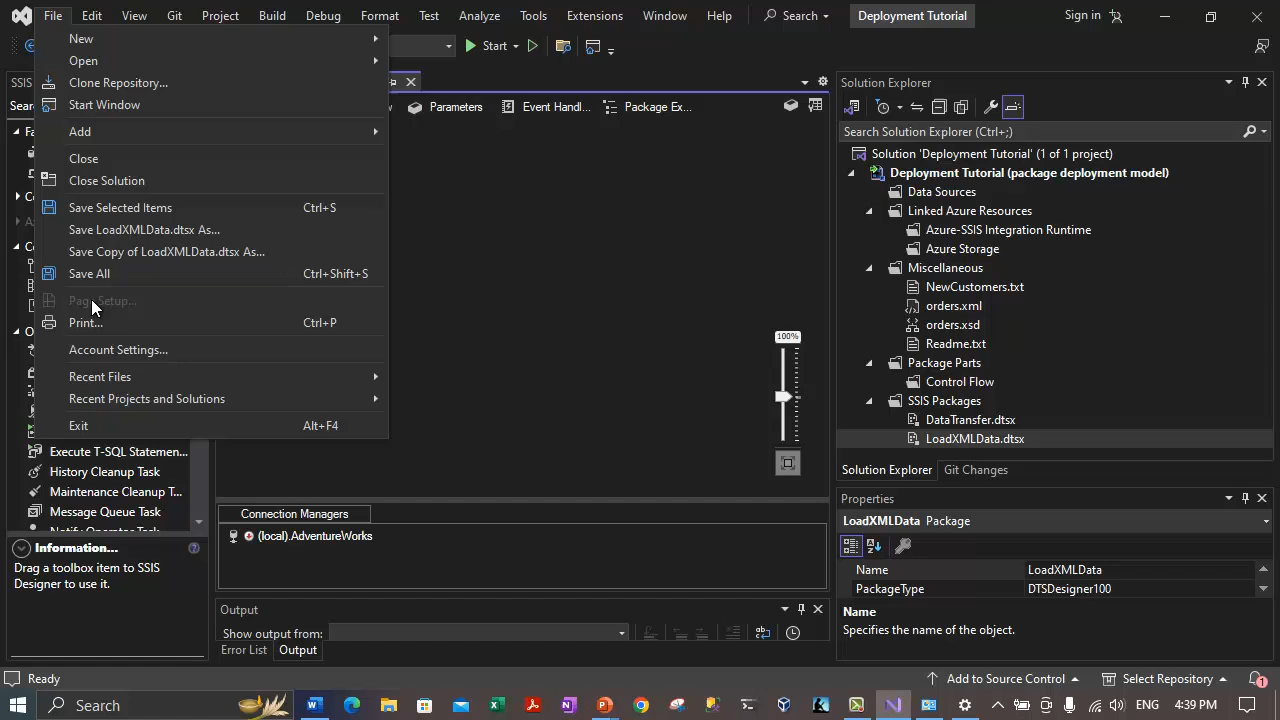 File Edit View Git Project Build Debug Format Test Analyze Tools Extensions Window Help Search Deployment Tutorial Sign in
Start
New
Open
Clone Repository...
Start Window
Add
Close
Close Solution
Save Selected Items Ctrl+S
Save LoadXMLData.dtsx As...
Save Copy of LoadXMLData.dtsx As...
Save All Ctrl+Shift+S
Page Setup...
Print... Ctrl+P
Account Settings...
Recent Files
Recent Projects and Solutions
Exit Alt+F4
SSIS
Sear
Fa
Co
Co
O
Execute T-SQL Statemen...
History Cleanup Task
Maintenance Cleanup T...
Message Queue Task
Notify Operator Task
Information...
Drag a toolbox item to SSIS
Designer to use it.
Parameters Event Handl... Package Ex...
100%
Connection Managers
(local).AdventureWorks
Output
Show output from:
Error List Output
Solution Explorer
Search Solution Explorer (Ctrl+;)
Solution 'Deployment Tutorial' (1 of 1 project)
Deployment Tutorial (package deployment model)
Data Sources
Linked Azure Resources
Azure-SSIS Integration Runtime
Azure Storage
Miscellaneous
NewCustomers.txt
orders.xml
orders.xsd
Readme.txt
Package Parts
Control Flow
SSIS Packages
DataTransfer.dtsx
LoadXMLData.dtsx
Solution Explorer Git Changes
Properties
LoadXMLData Package
Name LoadXMLData
PackageType DTSDesigner100
Name
Specifies the name of the object.
Ready Add to Source Control Select Repository 1
Search ENG 4:39 PM